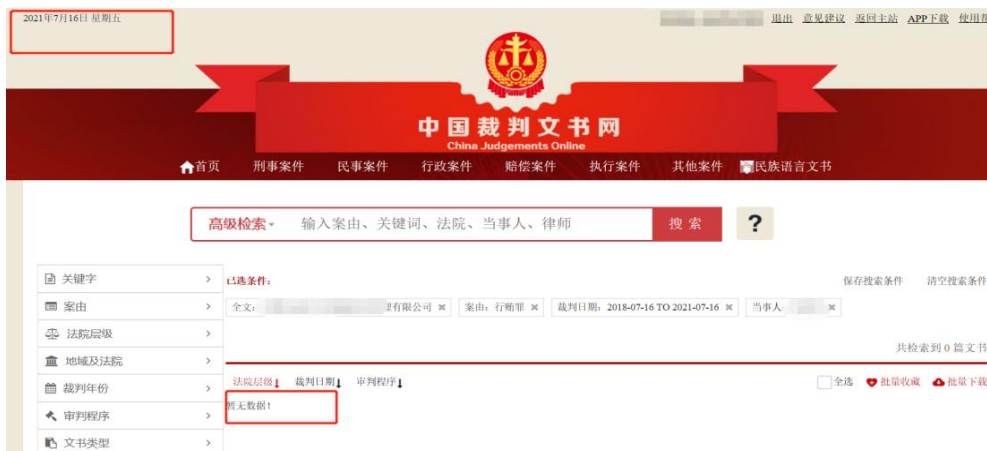 2021年7月16日 星期五
退出 意见建议 返回主站 APP下载 使用帮
中国裁判文书网
China Judgements Online
首页 刑事案件 民事案件 行政案件 赔偿案件 执行案件 其他案件 民族语言文书
高级检索 输入案由、关键词、法院、当事人、律师 搜索 ?
关键字
已选条件:
保存搜索条件 清空搜索条件
案由
全文: 理有限公司 × 案由: 行贿罪 × 裁判日期: 2018-07-16 TO 2021-07-16 × 当事人: ×
法院层级
共检索到 0 篇文书
地域及法院
裁判年份
法院层级 裁判日期 审判程序
全选 批量收藏 批量下载
暂无数据!
审判程序
文书类型